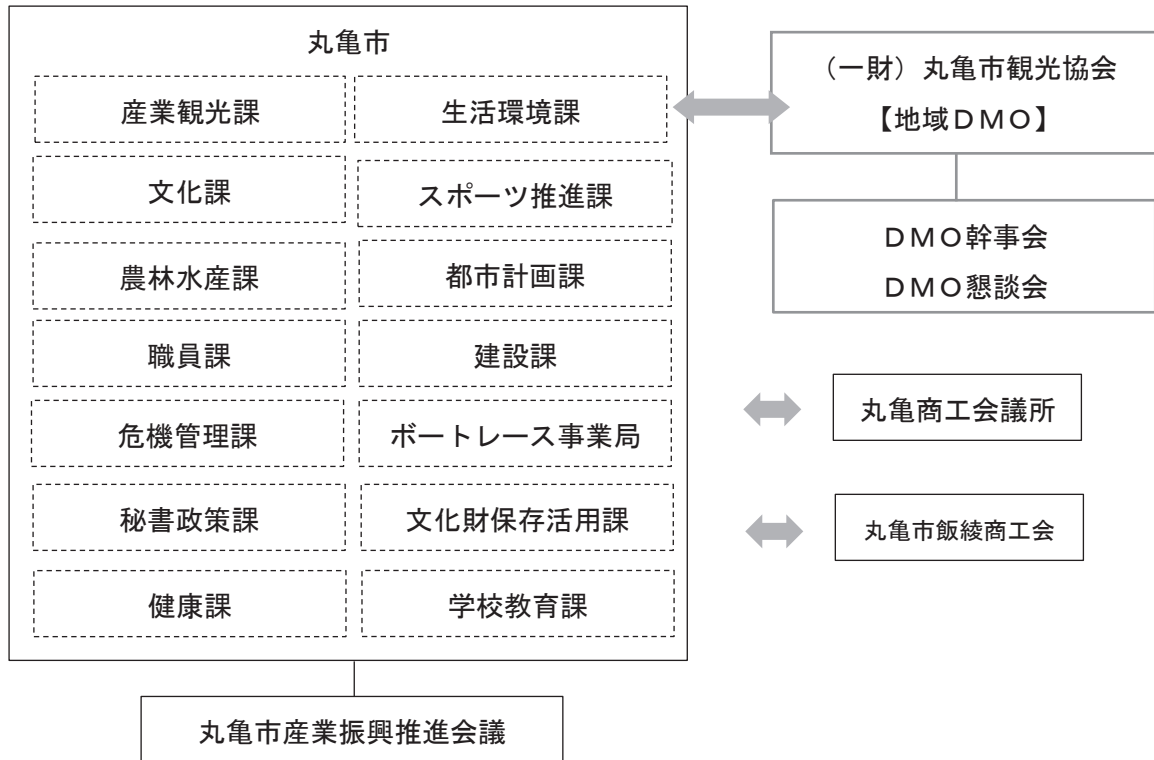 丸亀市
産業観光課
生活環境課
文化課
スポーツ推進課
農林水産課
都市計画課
職員課
建設課
危機管理課
ボートレース事業局
秘書政策課
文化財保存活用課
健康課
学校教育課
丸亀市産業振興推進会議
（一財）丸亀市観光協会
【地域ＤＭＯ】
ＤＭＯ幹事会
ＤＭＯ懇談会
丸亀商工会議所
丸亀市飯綾商工会